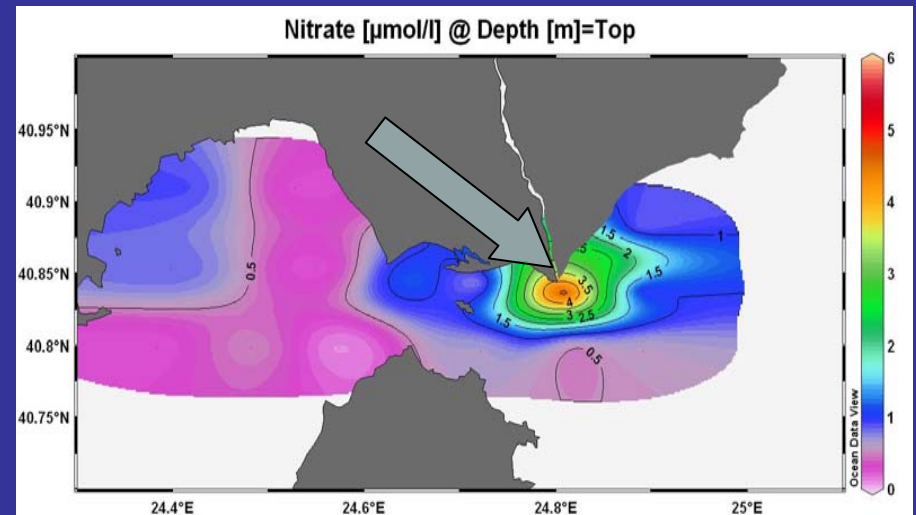 Nitrate [µmol/l] @ Depth [m]=Top
6
40.95°N
5
40.9°N
4
1.5
1
.5
2
0.5
40.85°N
1.5
3
3.5
4
1.5
3
2.5
2
40.8°N
0.5
1
40.75°N
Ocean Data View
0
24.4°E
24.6°E
24.8°E
25°E